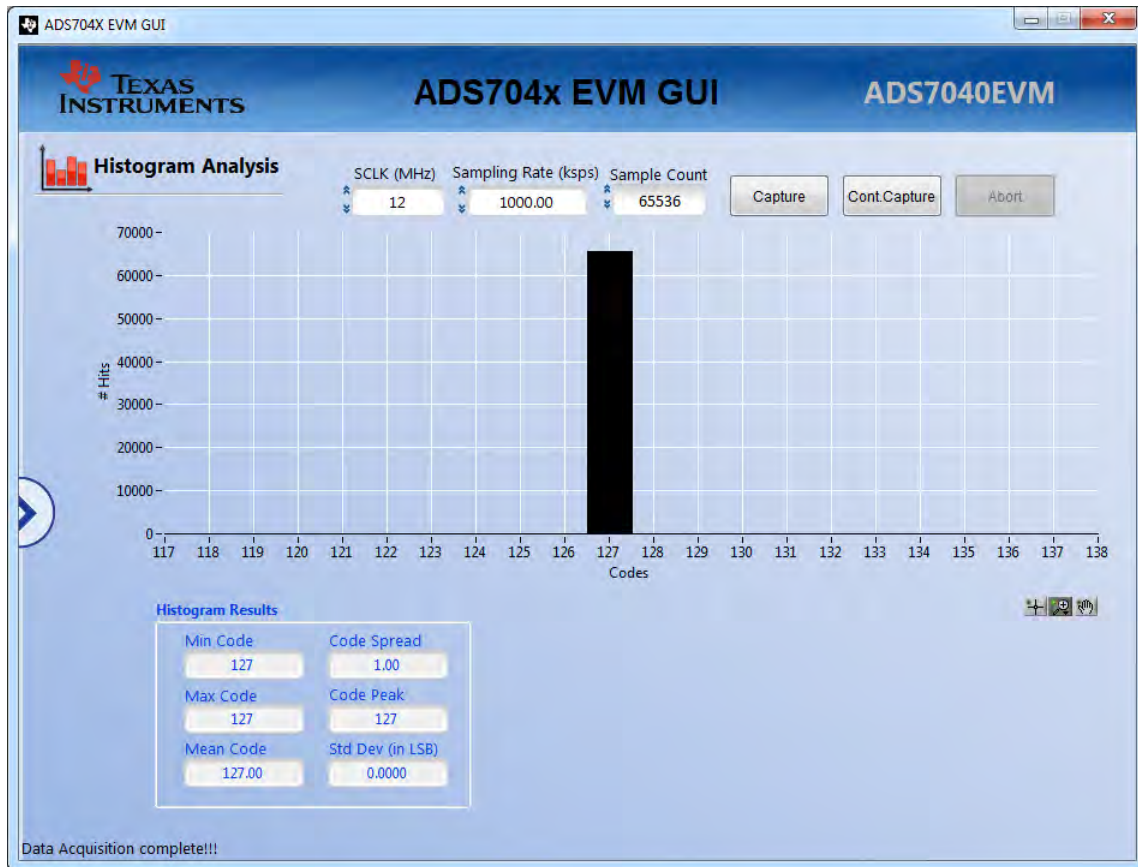 ADS704X EVM GUI
TEXAS INSTRUMENTS
ADS704x EVM GUI
ADS7040EVM
Histogram Analysis
SCLK (MHz) Sampling Rate (ksps) Sample Count
12 1000.00 65536 Capture Cont.Capture Abort
70000
60000
50000
40000
30000
20000
10000
0
# Hits
117 118 119 120 121 122 123 124 125 126 127 128 129 130 131 132 133 134 135 136 137 138
Codes
Histogram Results
Min Code Code Spread
127 1.00
Max Code Code Peak
127 127
Mean Code Std Dev (in LSB)
127.00 0.0000
Data Acquisition complete!!!